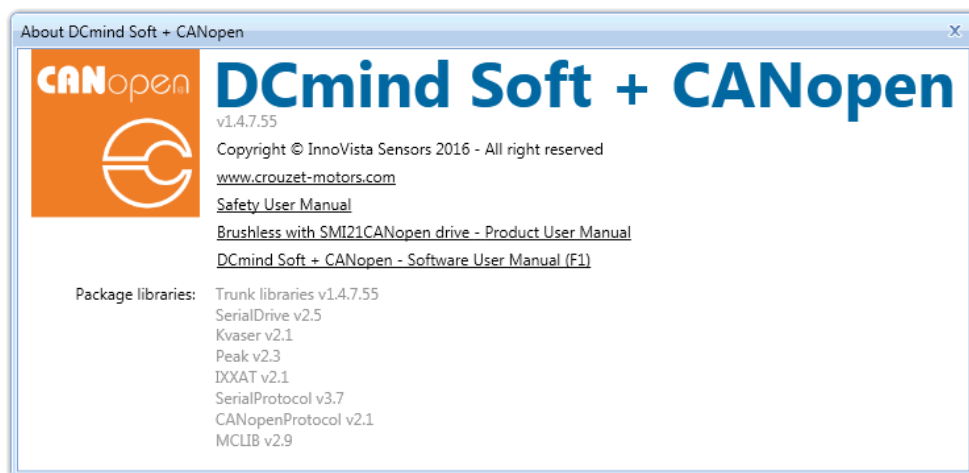 About DCmind Soft + CANopen
CANopen
DCmind Soft + CANopen
v1.4.7.55
Copyright © InnoVista Sensors 2016 - All right reserved
www.crouzet-motors.com
Safety User Manual
Brushless with SMI21CANopen drive - Product User Manual
DCmind Soft + CANopen - Software User Manual (F1)
Package libraries: Trunk libraries v1.4.7.55
SerialDrive v2.5
Kvaser v2.1
Peak v2.3
IXXAT v2.1
SerialProtocol v3.7
CANopenProtocol v2.1
MCLIB v2.9